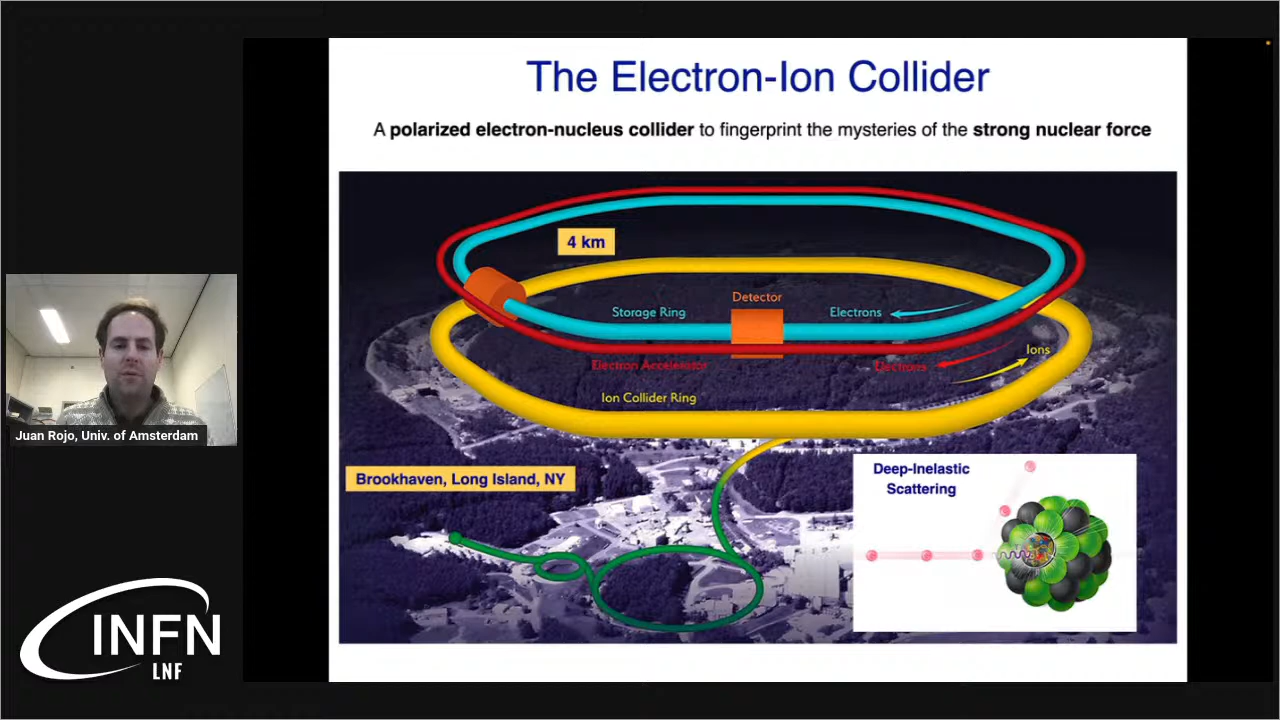 The Electron-Ion Collider
A polarized electron-nucleus collider to fingerprint the mysteries of the strong nuclear force
4 km
Detector
Storage Ring
Electrons
Ions
Electron Accelerator
Electrons
Ion Collider Ring
Juan Rojo, Univ. of Amsterdam
Brookhaven, Long Island, NY
Deep-Inelastic
Scattering
INFN
LNF